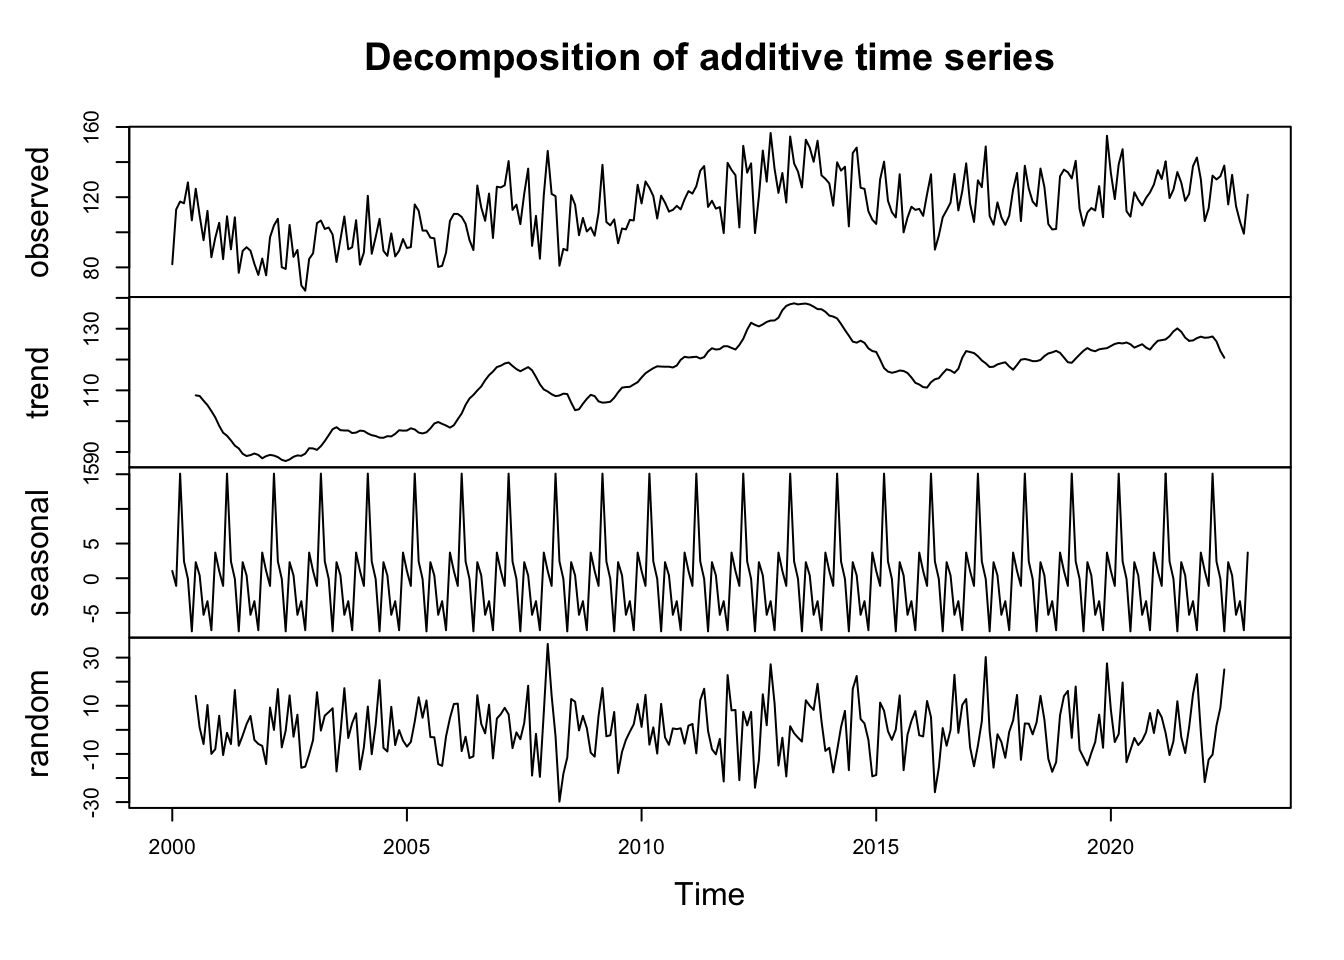 Decomposition of additive time series
observed
80 120 160
trend
90 110 130
seasonal
-5 0 5 15
random
-30 -10 10 30
2000 2005 2010 2015 2020
Time